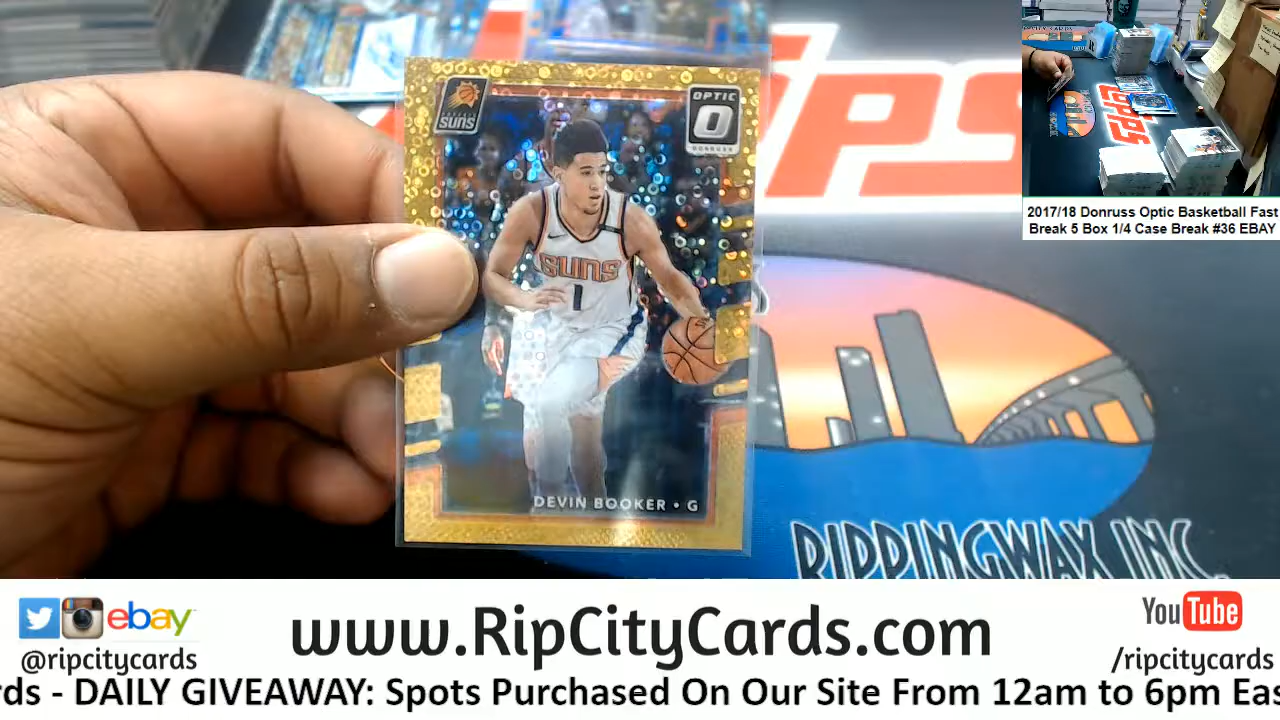 PHOENIX
SUNS
OPTIC
DONRUSS
SUNS
1
DEVIN BOOKER • G
Topps
2017/18 Donruss Optic Basketball Fast
Break 5 Box 1/4 Case Break #36 EBAY
RIPPINGWAX INC.
ebay
@ripcitycards
www.RipCityCards.com
YouTube
/ripcitycards
rds - DAILY GIVEAWAY: Spots Purchased On Our Site From 12am to 6pm Eas